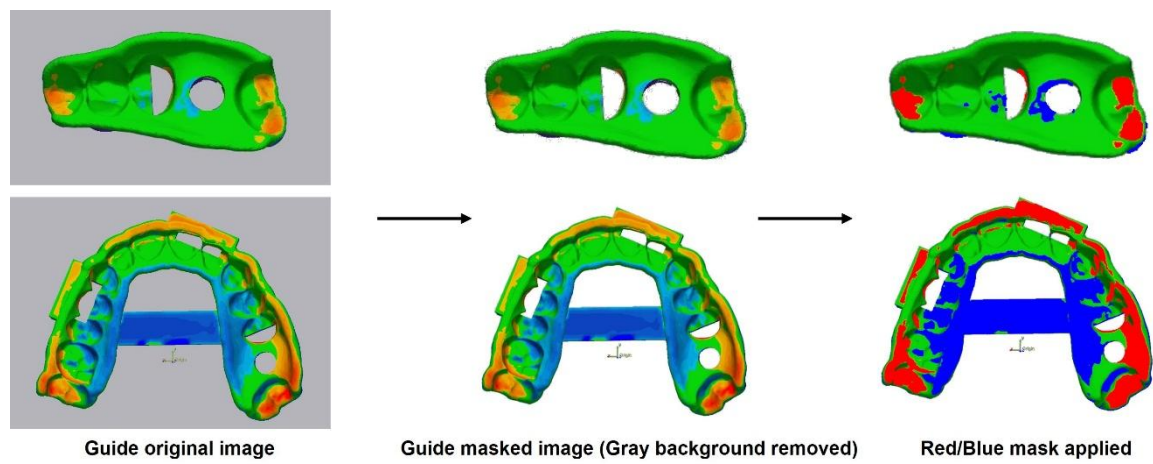 Guide original image
Guide masked image (Gray background removed)
Red/Blue mask applied